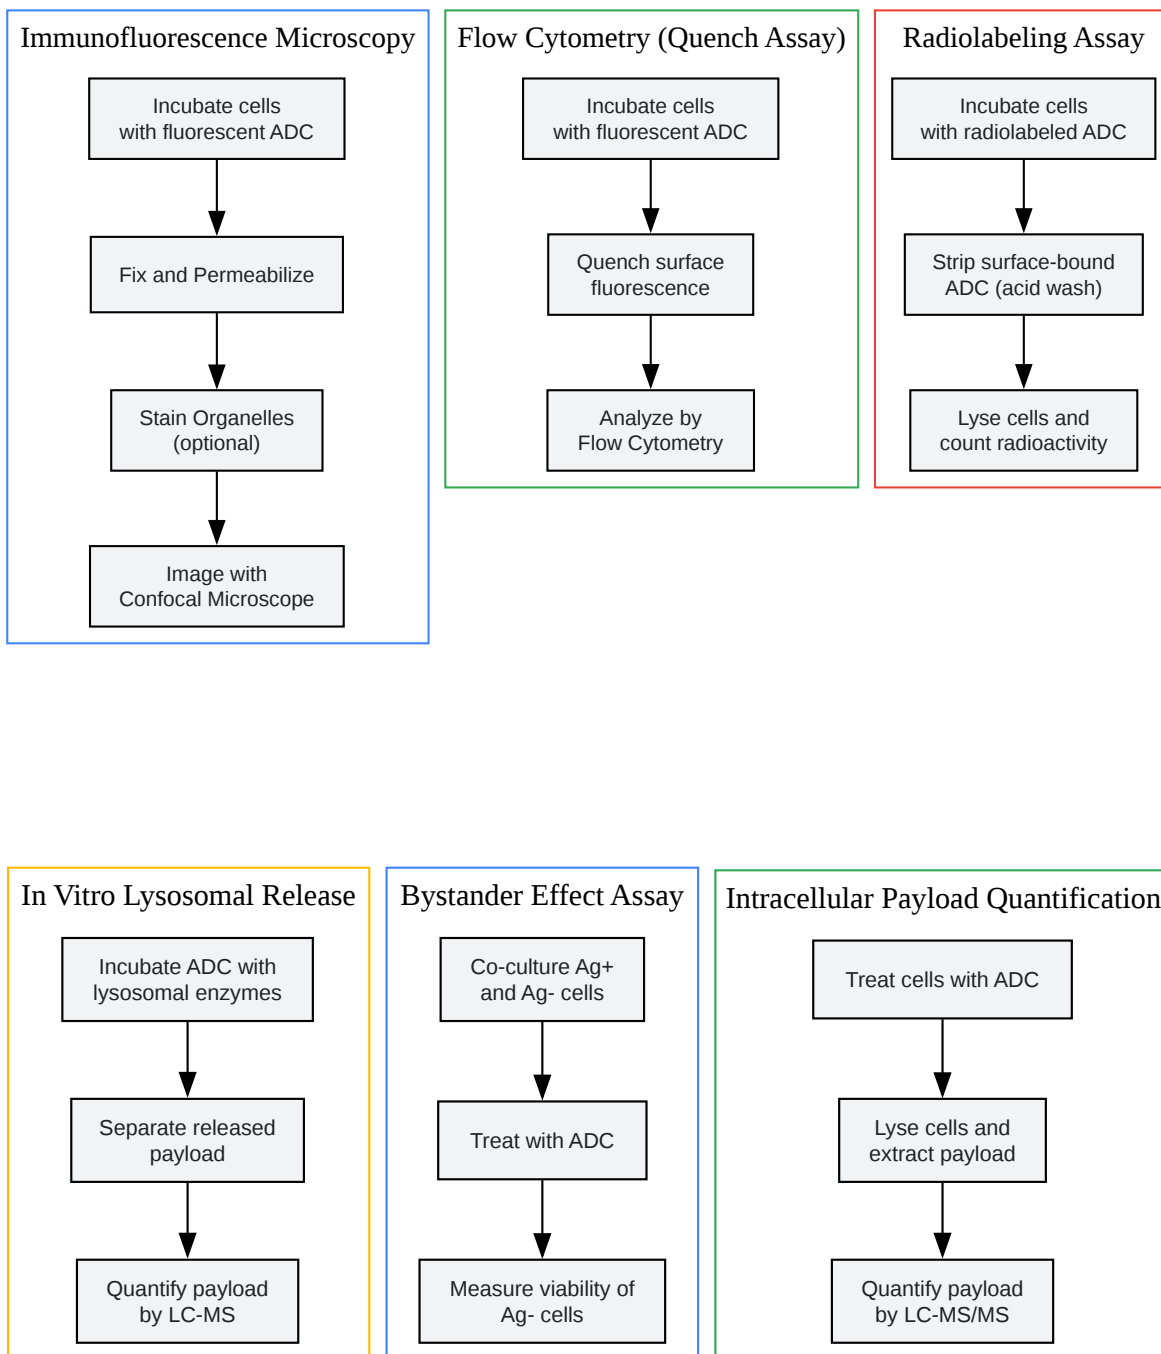 Immunofluorescence Microscopy
Incubate cells
with fluorescent ADC
Fix and Permeabilize
Stain Organelles
(optional)
Image with
Confocal Microscope
Flow Cytometry (Quench Assay)
Incubate cells
with fluorescent ADC
Quench surface
fluorescence
Analyze by
Flow Cytometry
Radiolabeling Assay
Incubate cells
with radiolabeled ADC
Strip surface-bound
ADC (acid wash)
Lyse cells and
count radioactivity
In Vitro Lysosomal Release
Incubate ADC with
lysosomal enzymes
Separate released
payload
Quantify payload
by LC-MS
Bystander Effect Assay
Co-culture Ag+
and Ag- cells
Treat with ADC
Measure viability of
Ag- cells
Intracellular Payload Quantification
Treat cells with ADC
Lyse cells and
extract payload
Quantify payload
by LC-MS/MS